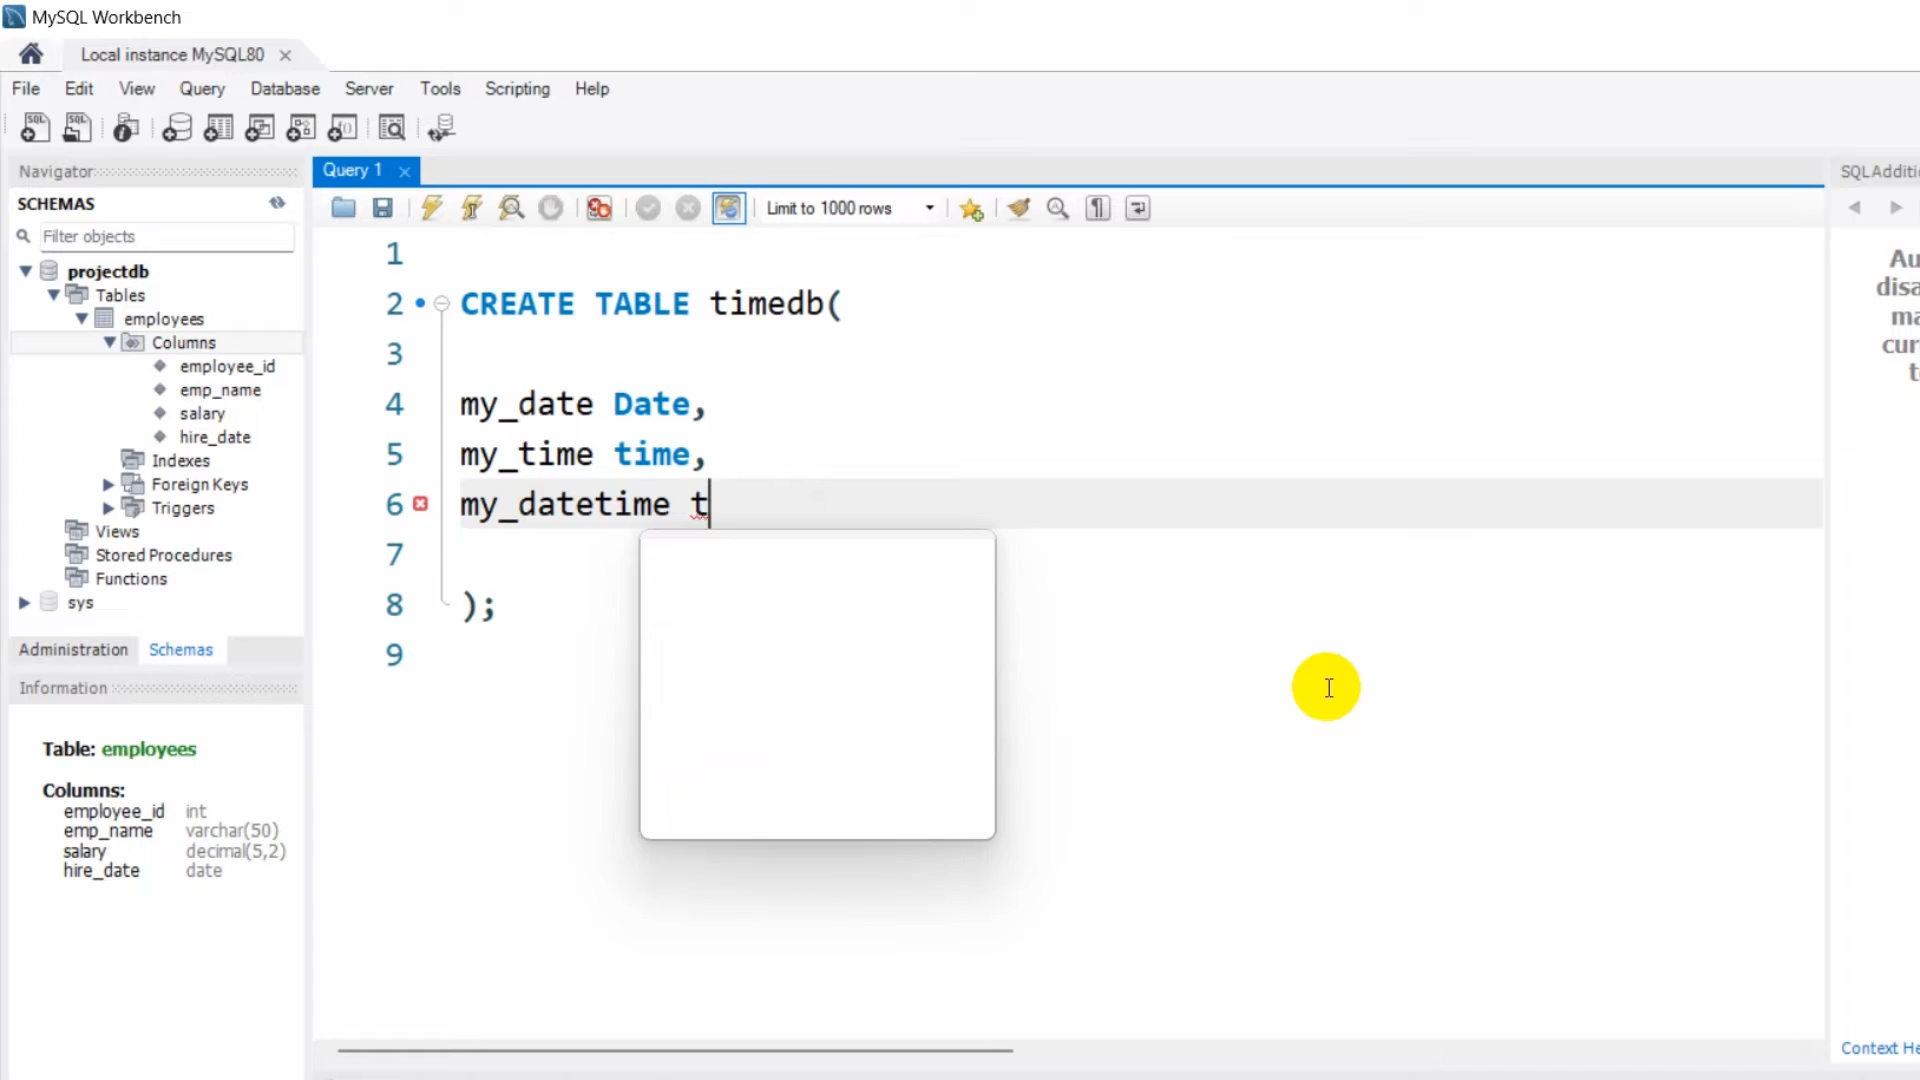 MySQL Workbench
Local instance MySQL80
File Edit View Query Database Server Tools Scripting Help
Navigator
Query 1
SQLAdditi
SCHEMAS
Limit to 1000 rows
Filter objects
projectdb
Tables
employees
Columns
employee_id
emp_name
salary
hire_date
Indexes
Foreign Keys
Triggers
Views
Stored Procedures
Functions
sys
Administration Schemas
Information
Table: employees
Columns:
employee_id int
emp_name varchar(50)
salary decimal(5,2)
hire_date date
1
2 CREATE TABLE timedb(
3
4 my_date Date,
5 my_time time,
6 my_datetime t
7
8 );
9
Au
disa
ma
cur
t
Context He